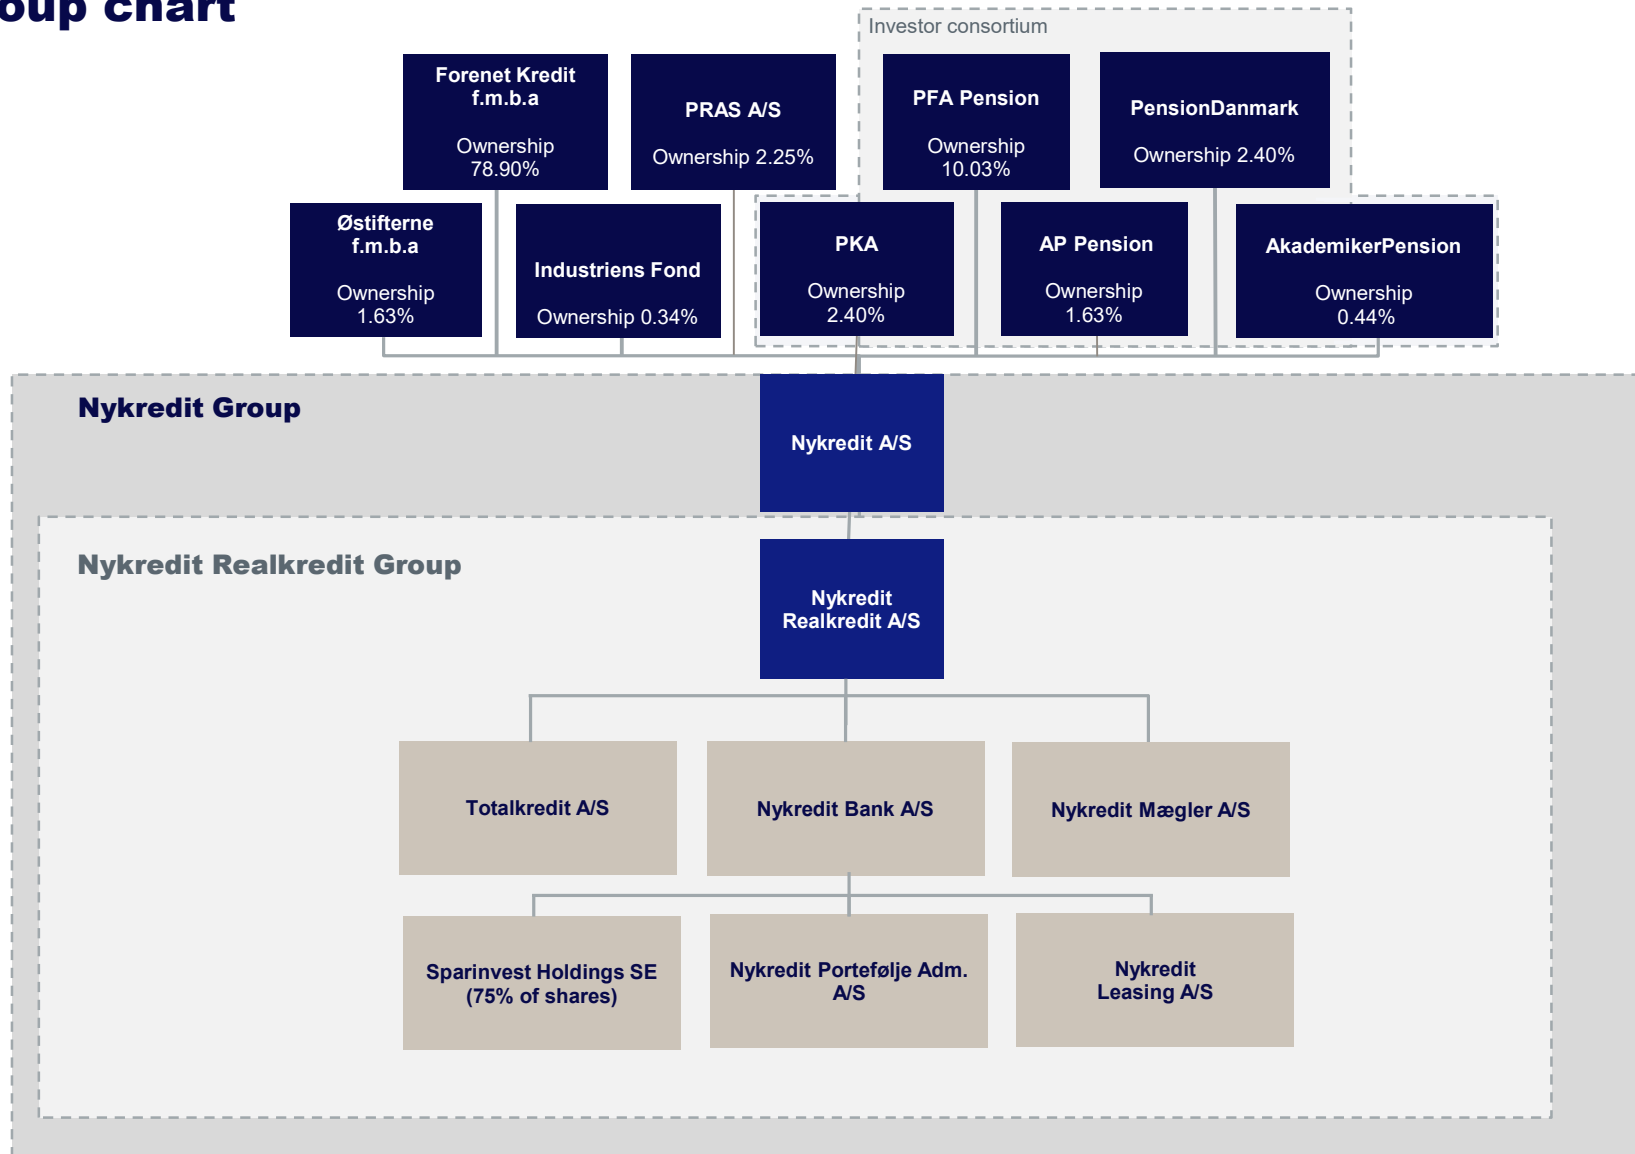 oup chart
Investor consortium
Forenet Kredit
f.m.b.a
Ownership
78.90%
PRAS A/S
Ownership 2.25%
PFA Pension
Ownership
10.03%
PensionDanmark
Ownership 2.40%
Østifterne
f.m.b.a
Ownership
1.63%
Industriens Fond
Ownership 0.34%
PKA
Ownership
2.40%
AP Pension
Ownership
1.63%
AkademikerPension
Ownership
0.44%
Nykredit Group
Nykredit A/S
Nykredit Realkredit Group
Nykredit
Realkredit A/S
Totalkredit A/S
Nykredit Bank A/S
Nykredit Mægler A/S
Sparinvest Holdings SE
(75% of shares)
Nykredit Portefølje Adm.
A/S
Nykredit
Leasing A/S